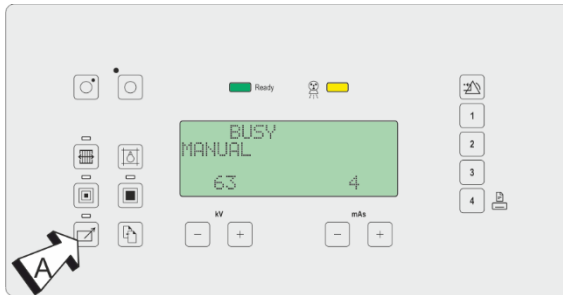 Ready
1
BUSY
MANUAL
2
3
63 4
4
kV mAs
- + - +
A